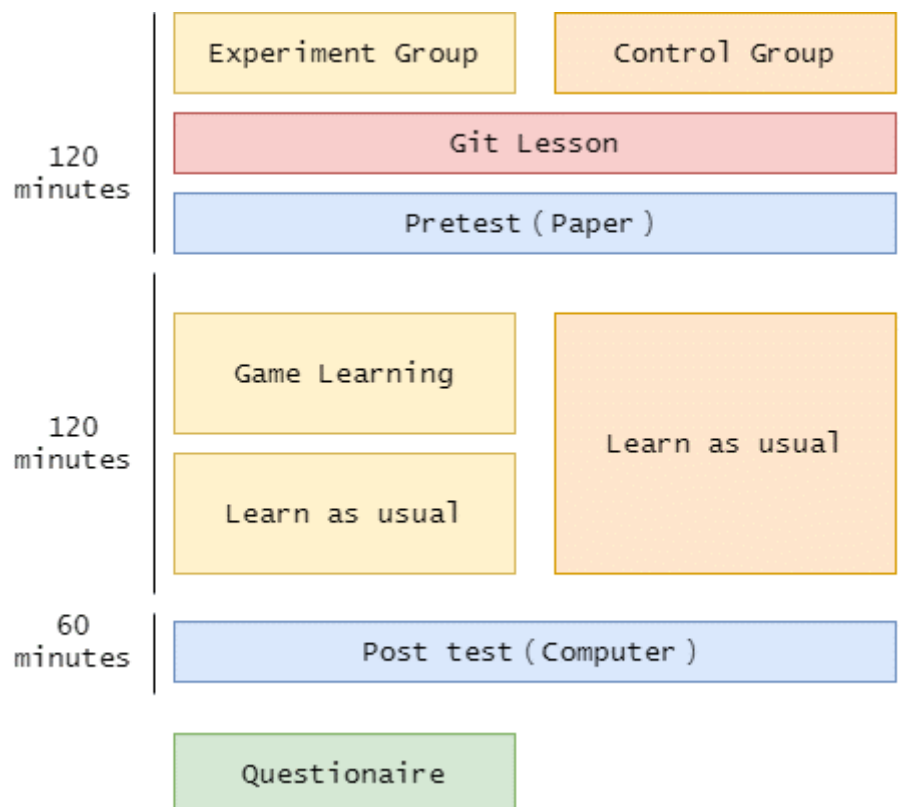 Experiment Group
Control Group
120
minutes
Git Lesson
Pretest(Paper)
120
minutes
Game Learning
Learn as usual
Learn as usual
60
minutes
Post test(Computer)
Questionaire